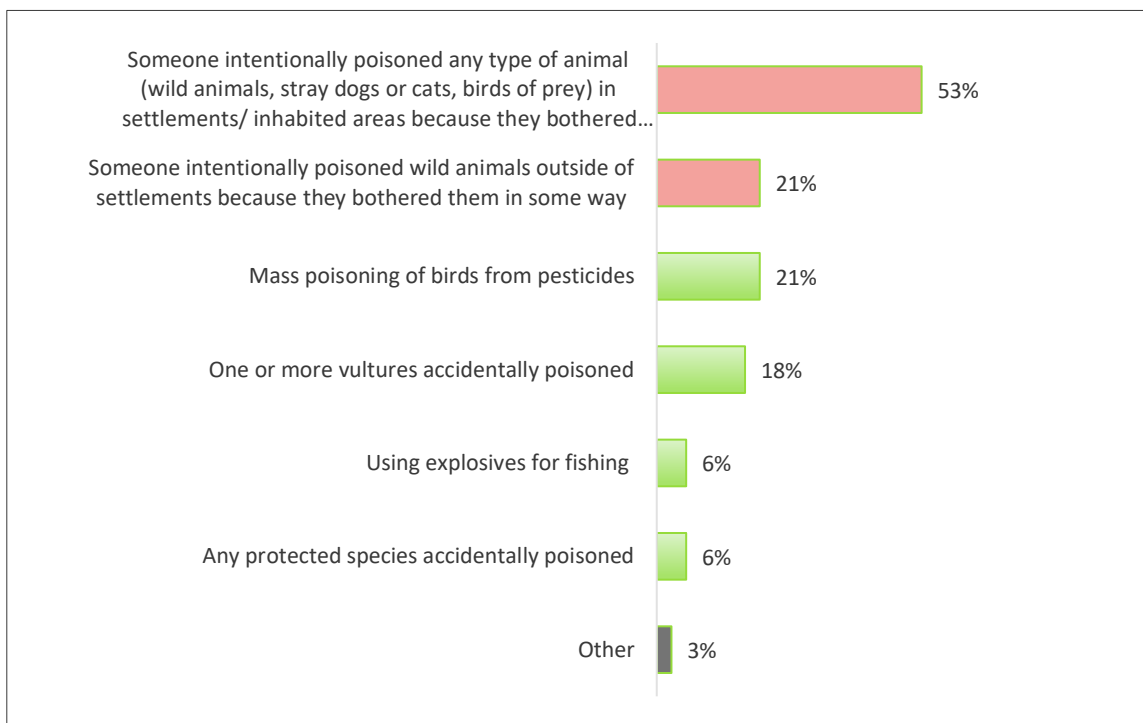 Someone intentionally poisoned any type of animal
(wild animals, stray dogs or cats, birds of prey) in
settlements/ inhabited areas because they bothered…
53%
Someone intentionally poisoned wild animals outside of
settlements because they bothered them in some way
21%
Mass poisoning of birds from pesticides
21%
One or more vultures accidentally poisoned
18%
Using explosives for fishing
6%
Any protected species accidentally poisoned
6%
Other
3%